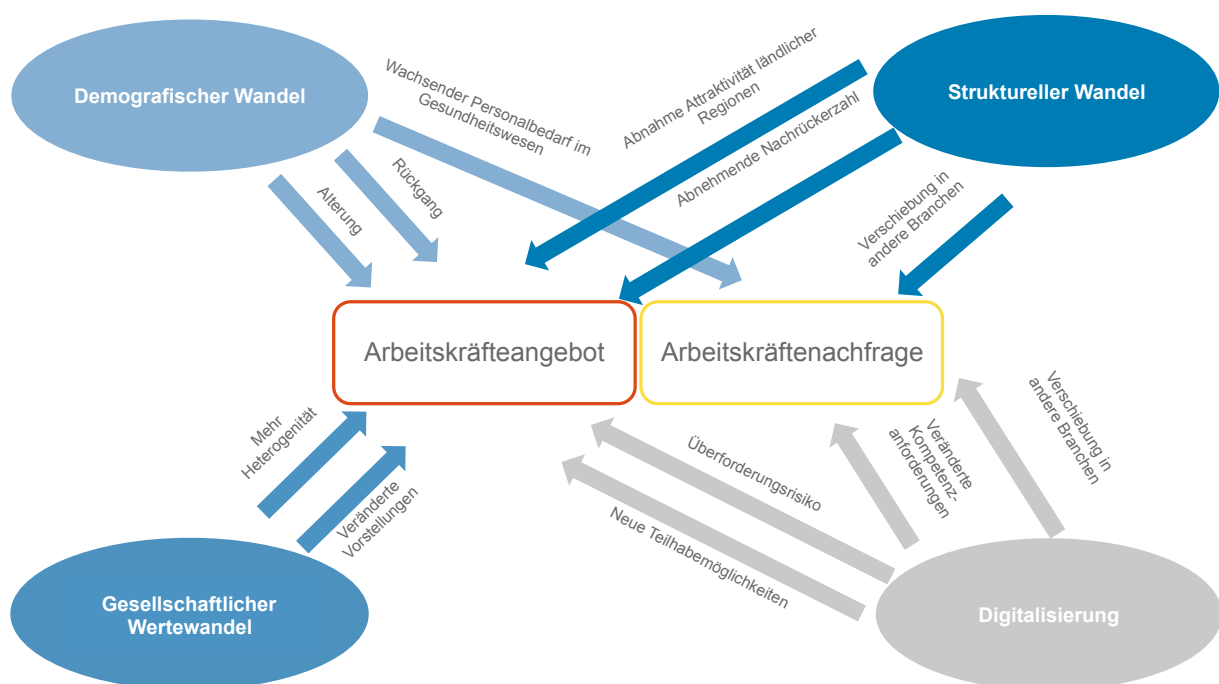 Demografischer Wandel
Wachsender Personalbedarf im
Gesundheitswesen
Rückgang
Alterung
Abnahme Attraktivität ländlicher
Regionen
Abnehmende Nachrückerzahl
Struktureller Wandel
Verschiebung in
andere Branchen
Arbeitskräfteangebot
Arbeitskräftenachfrage
Mehr
Heterogenität
Veränderte
Vorstellungen
Gesellschaftlicher
Wertewandel
Überforderungsrisiko
Neue Teilhabemöglichkeiten
Veränderte
Kompetenz-
anforderungen
Verschiebung in
andere Branchen
Digitalisierung